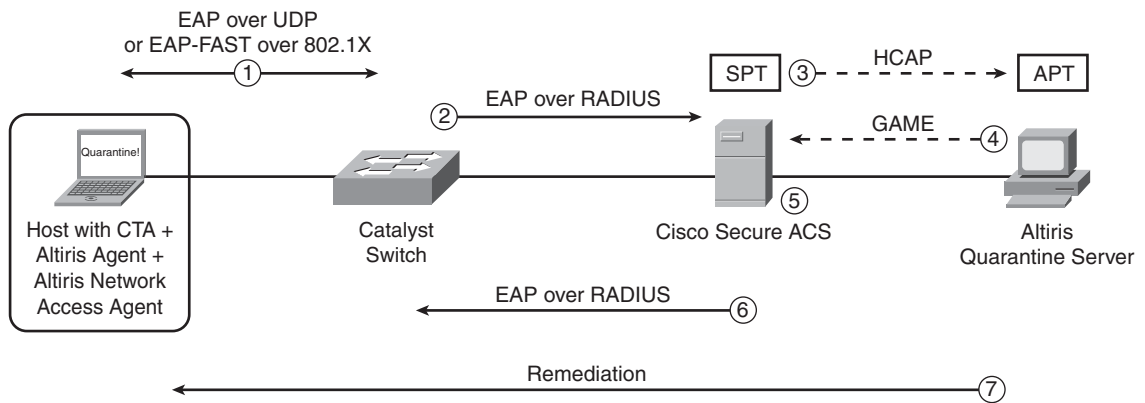 EAP over UDP
or EAP-FAST over 802.1X
1
2
EAP over RADIUS
SPT
3
HCAP
APT
GAME
4
Quarantine!
5
Host with CTA +
Altiris Agent +
Altiris Network
Access Agent
Catalyst
Switch
Cisco Secure ACS
Altiris
Quarantine Server
EAP over RADIUS
6
Remediation
7